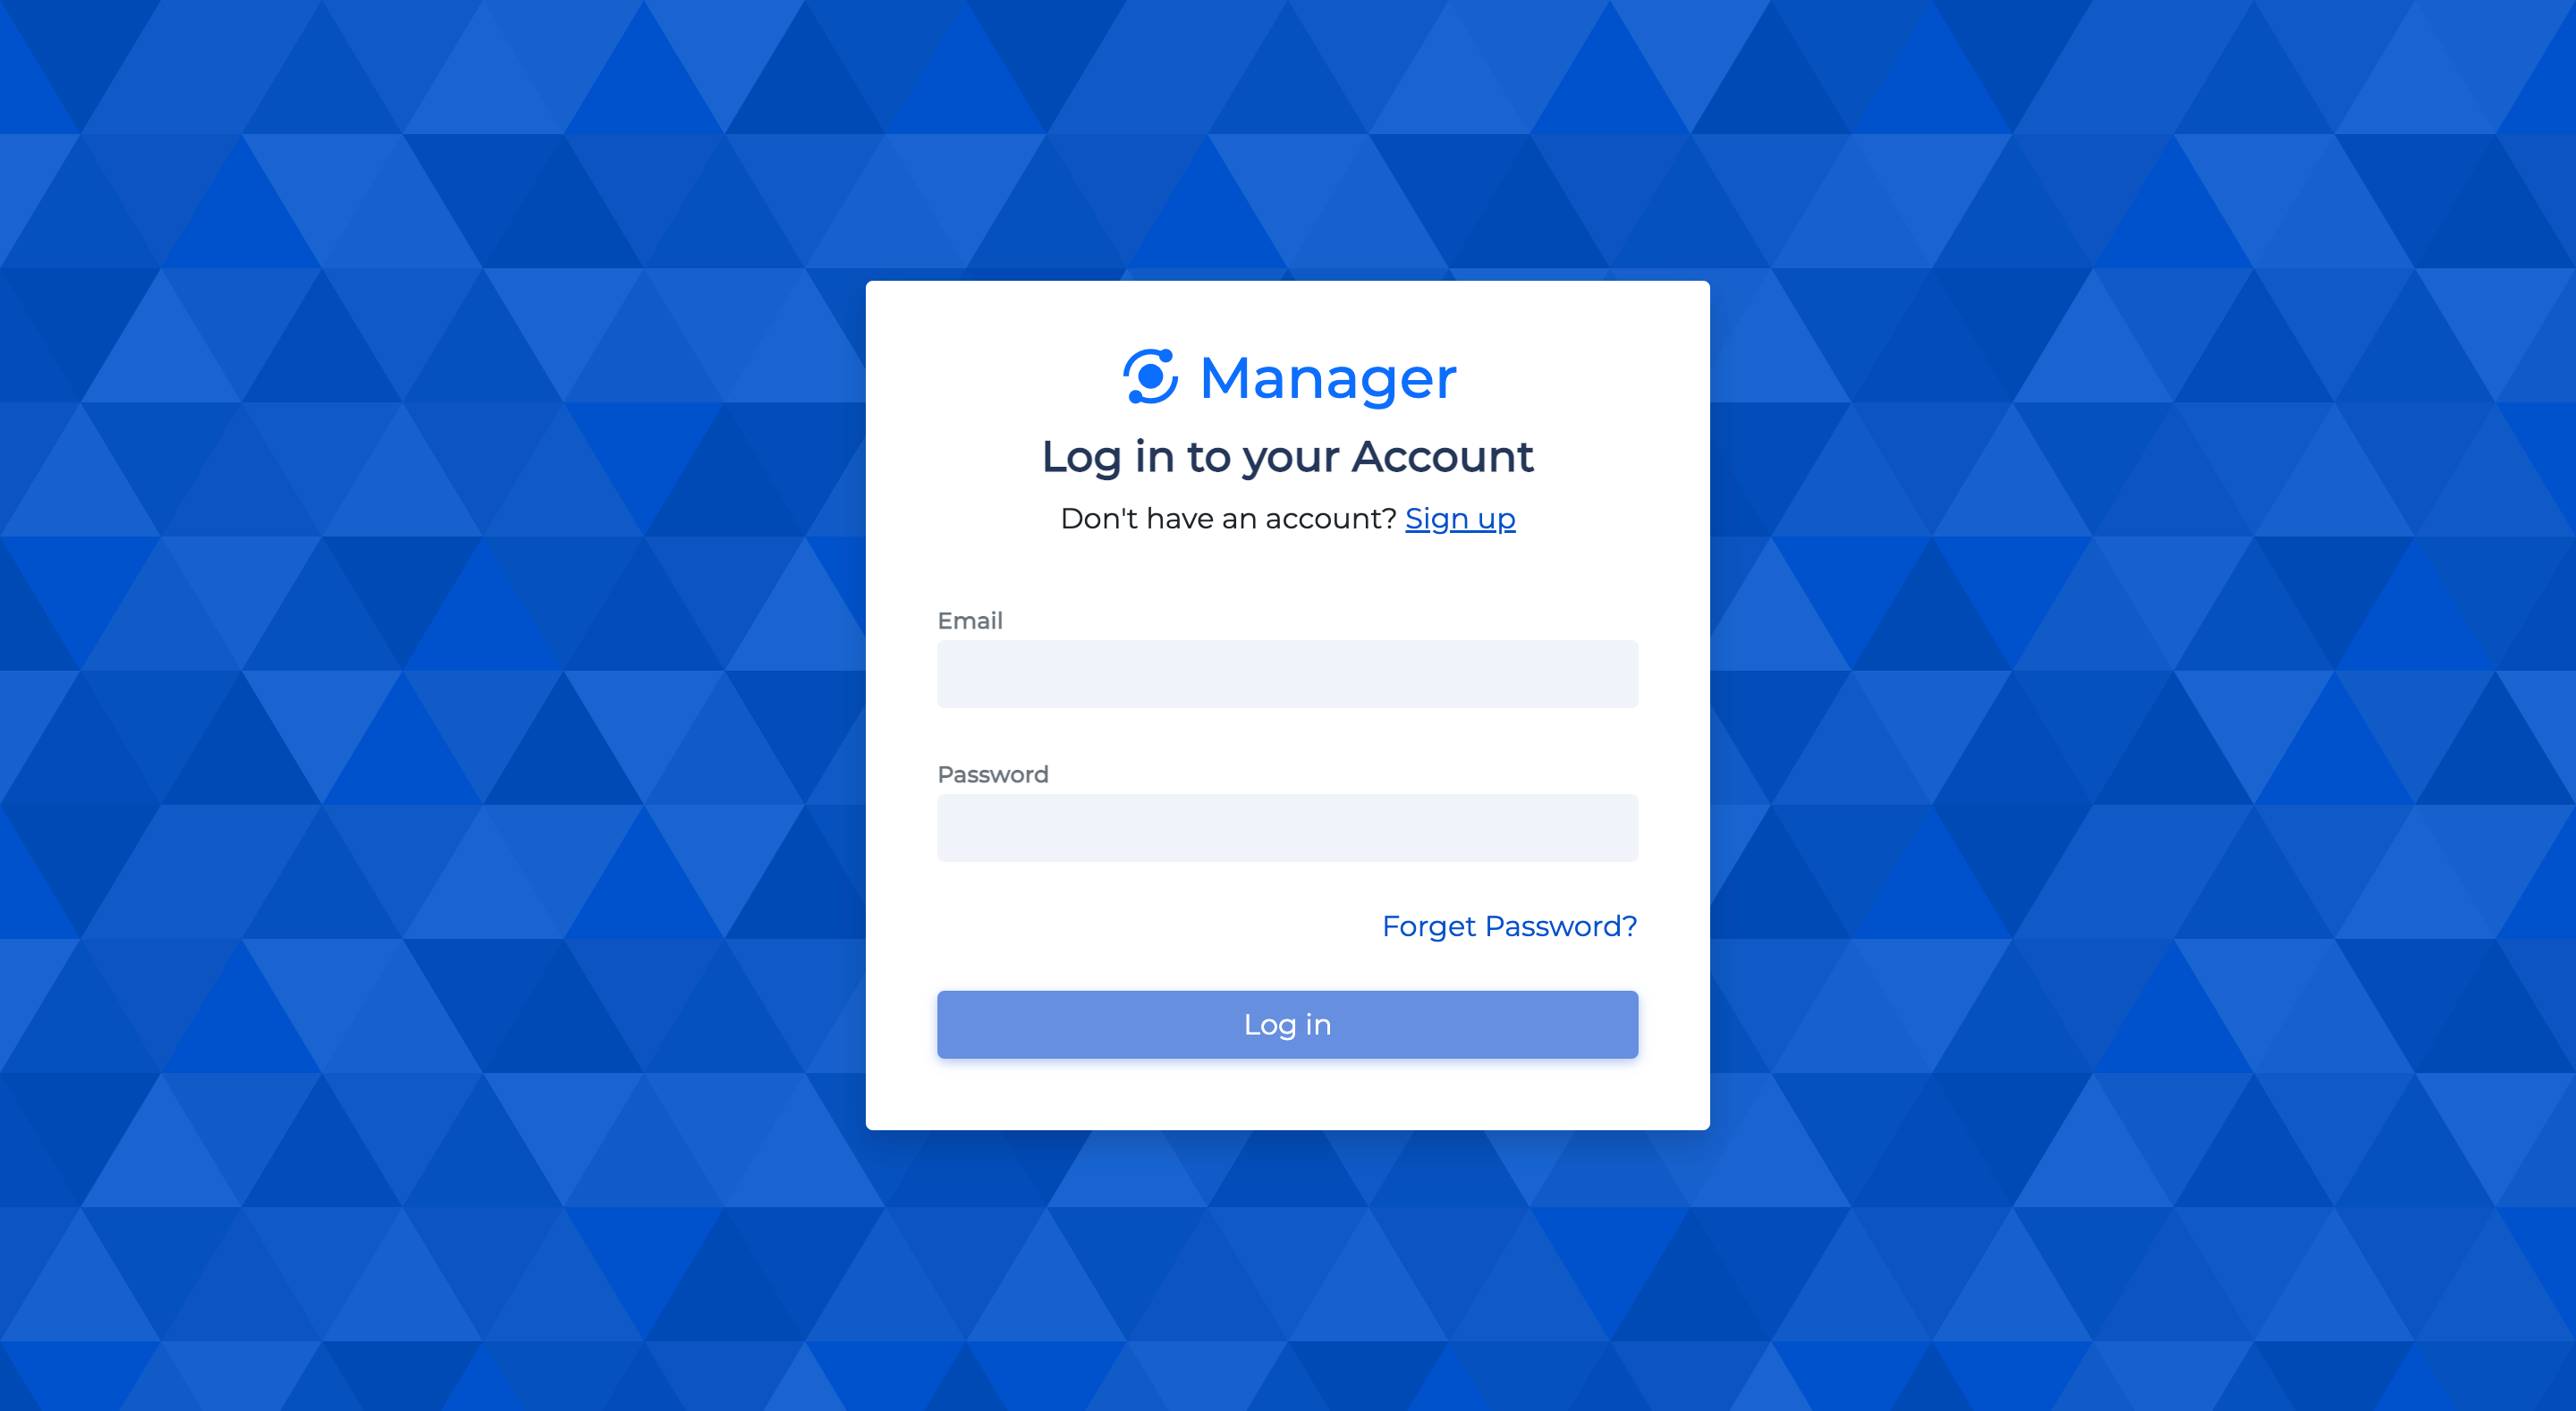 Manager
Log in to your Account
Don't have an account? Sign up
Email
Password
Forget Password?
Log in